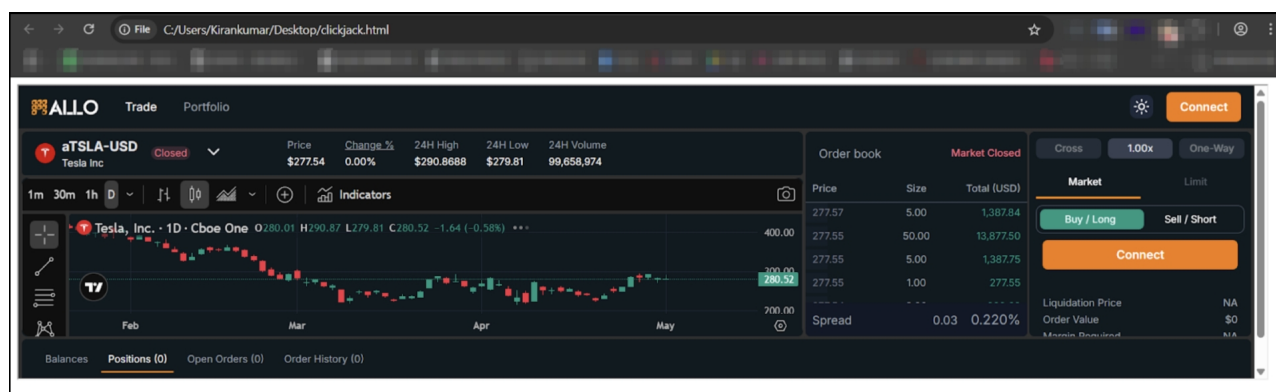 File C:/Users/Kirankumar/Desktop/clickjack.html
ALLO Trade Portfolio Connect
aTSLA-USD Closed Price Change % 24H High 24H Low 24H Volume
Tesla Inc $277.54 0.00% $290.8688 $279.81 99,658,974
1m 30m 1h D Indicators
Tesla, Inc. · 1D · Cboe One O280.01 H290.87 L279.81 C280.52 -1.64 (-0.58%)
400.00
300.00
280.52
200.00
Feb Mar Apr May
Order book Market Closed
Price Size Total (USD)
277.57 5.00 1,387.84
277.55 50.00 13,877.50
277.55 5.00 1,387.75
277.55 1.00 277.55
Spread 0.03 0.220%
Cross 1.00x One-Way
Market Limit
Buy / Long Sell / Short
Connect
Liquidation Price NA
Order Value $0
Margin Required NA
Balances Positions (0) Open Orders (0) Order History (0)